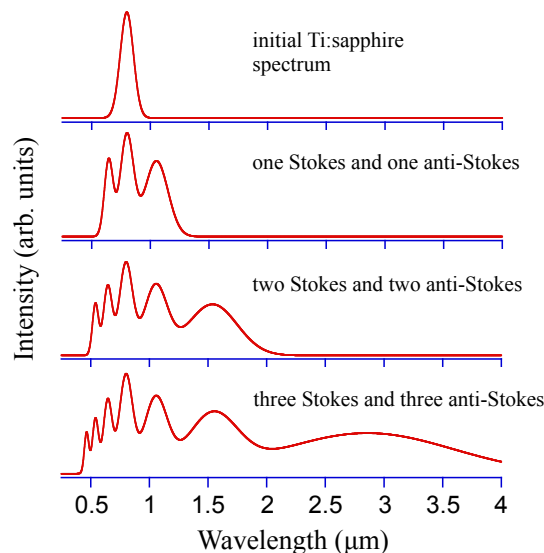 initial Ti:sapphire
spectrum
one Stokes and one anti-Stokes
two Stokes and two anti-Stokes
three Stokes and three anti-Stokes
Intensity (arb. units)
0.5 1 1.5 2 2.5 3 3.5 4
Wavelength (μm)